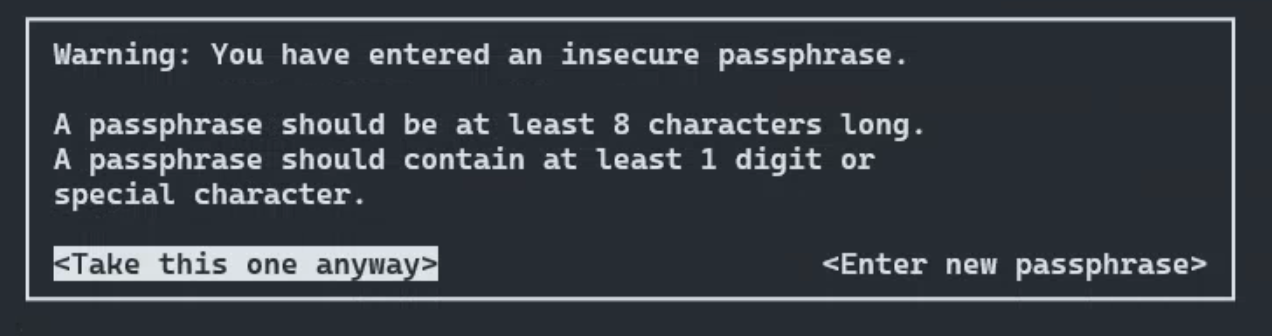 Warning: You have entered an insecure passphrase.
A passphrase should be at least 8 characters long.
A passphrase should contain at least 1 digit or
special character.
<Take this one anyway> <Enter new passphrase>